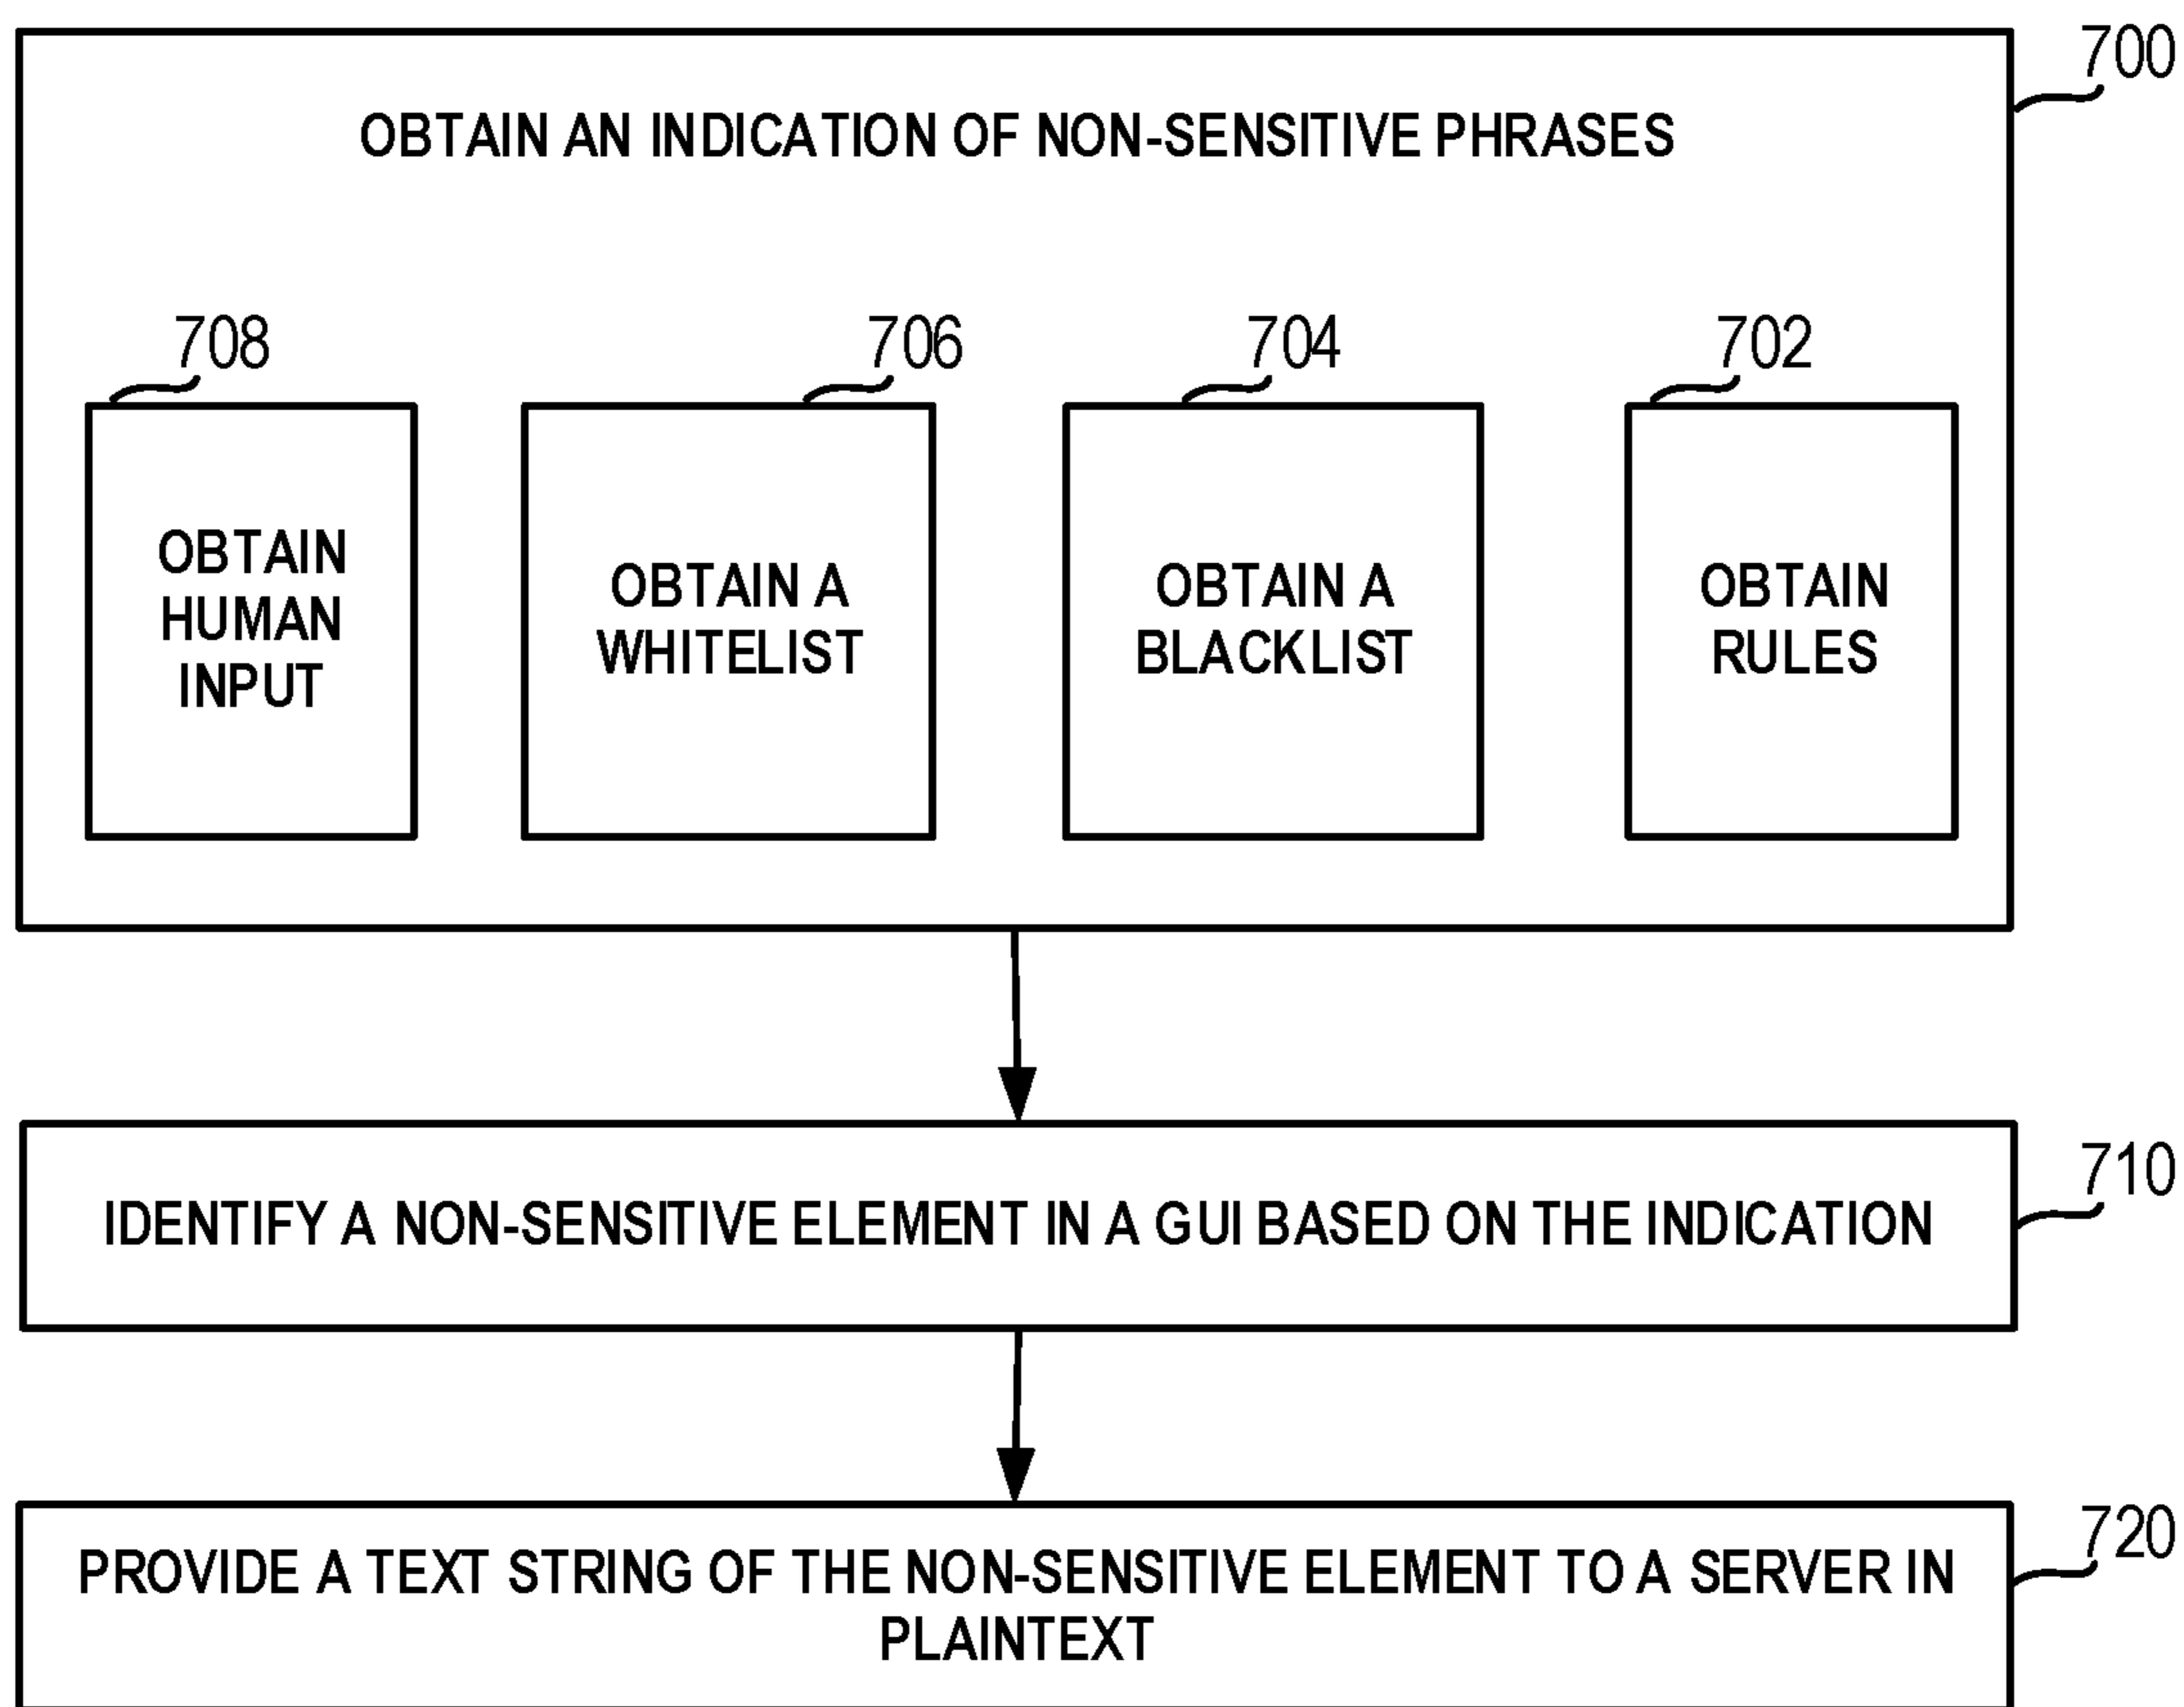 700
OBTAIN AN INDICATION OF NON-SENSITIVE PHRASES
708
706
704
702
OBTAIN
HUMAN
INPUT
OBTAIN A
WHITELIST
OBTAIN A
BLACKLIST
OBTAIN
RULES
710
IDENTIFY A NON-SENSITIVE ELEMENT IN A GUI BASED ON THE INDICATION
720
PROVIDE A TEXT STRING OF THE NON-SENSITIVE ELEMENT TO A SERVER IN
PLAINTEXT